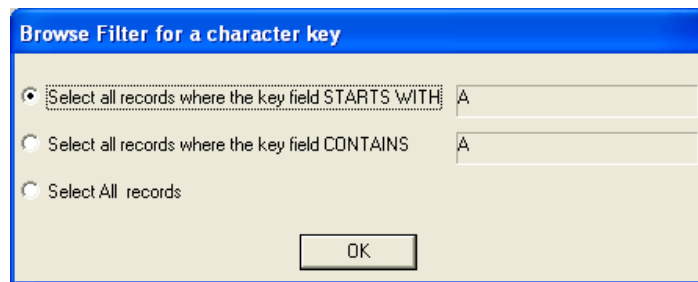 Browse Filter for a character key
Select all records where the key field STARTS WITH A
Select all records where the key field CONTAINS A
Select All records
OK